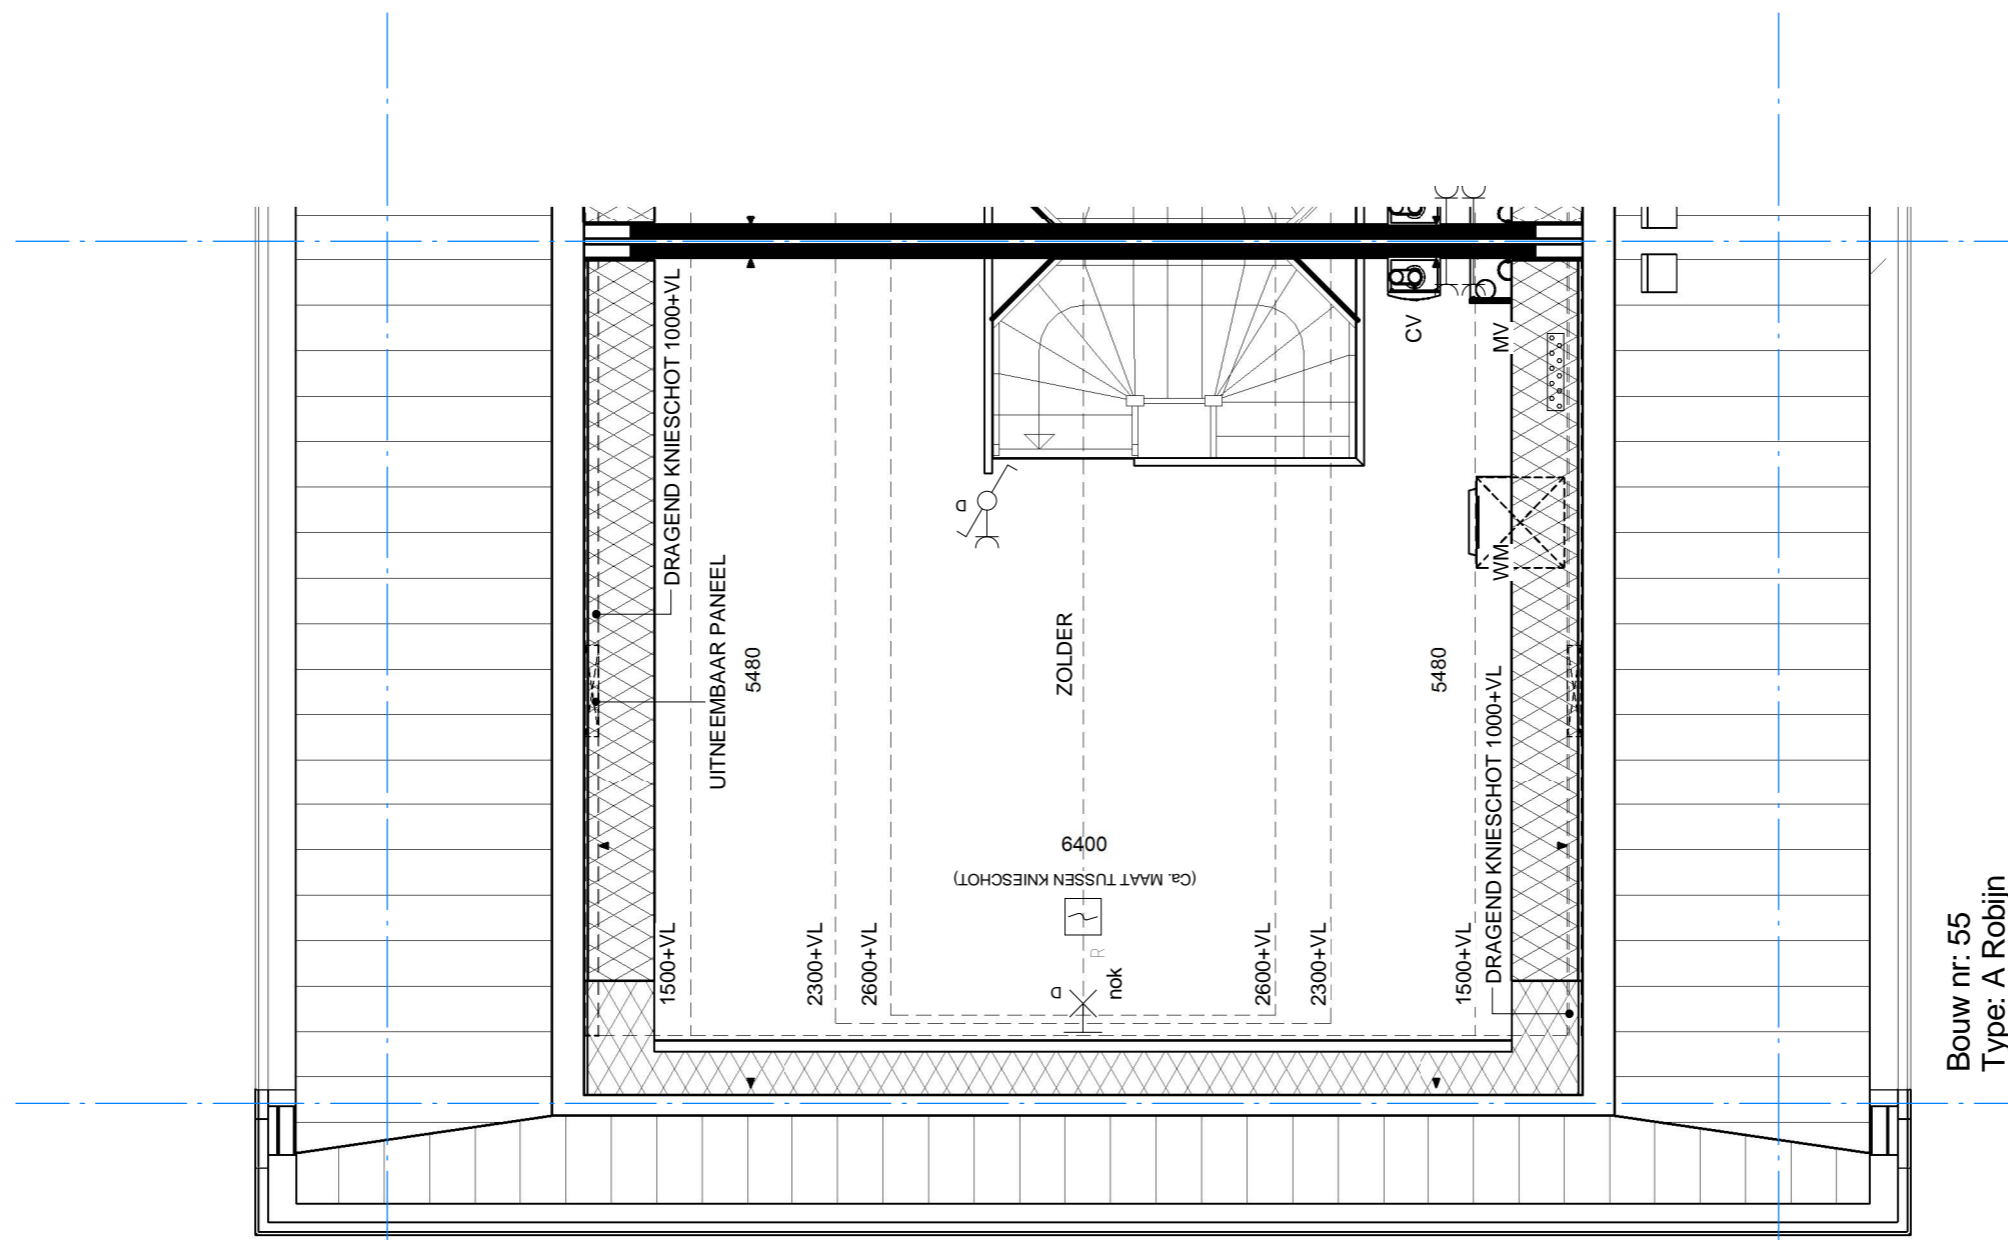 DRAGEND KNIESCHOT 1000+VL
UITNEEMBAAR PANEEL
5480
ZOLDER
5480
CV
MV
WM
DRAGEND KNIESCHOT 1000+VL
6400
(Ca. MAAT TUSSEN KNIESCHOT)
1500+VL
2300+VL
2600+VL
D
D
R
nok
2600+VL
2300+VL
1500+VL
Bouw nr: 55
Type: A Robijn